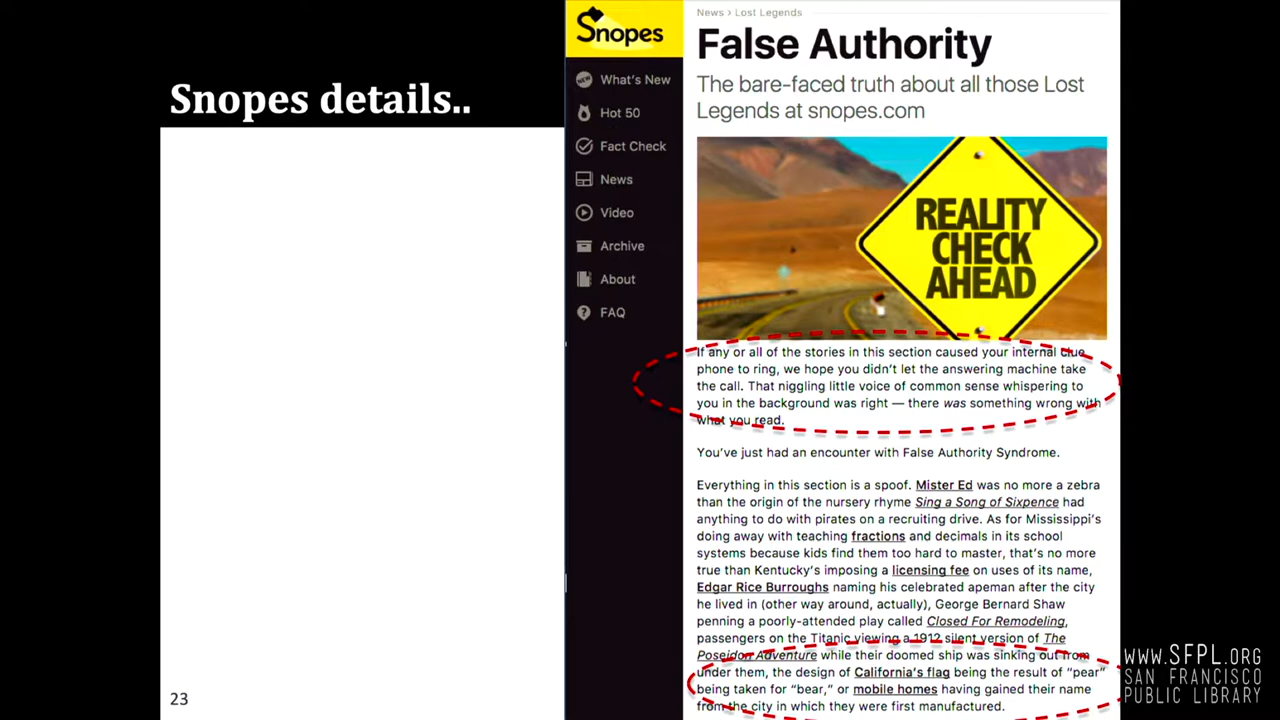 Snopes details..
23
Snopes
What's New
Hot 50
Fact Check
News
Video
Archive
About
FAQ
News > Lost Legends
False Authority
The bare-faced truth about all those Lost
Legends at snopes.com
REALITY
CHECK
AHEAD
If any or all of the stories in this section caused your internal clue
phone to ring, we hope you didn't let the answering machine take
the call. That niggling little voice of common sense whispering to
you in the background was right — there was something wrong with
what you read.
You've just had an encounter with False Authority Syndrome.
Everything in this section is a spoof. Mister Ed was no more a zebra
than the origin of the nursery rhyme Sing a Song of Sixpence had
anything to do with pirates on a recruiting drive. As for Mississippi's
doing away with teaching fractions and decimals in its school
systems because kids find them too hard to master, that's no more
true than Kentucky's imposing a licensing fee on uses of its name,
Edgar Rice Burroughs naming his celebrated apeman after the city
he lived in (other way around, actually), George Bernard Shaw
penning a poorly-attended play called Closed For Remodeling,
passengers on the Titanic viewing a 1912 silent version of The
Poseidon Adventure while their doomed ship was sinking out from
under them, the design of California's flag being the result of "pear"
being taken for "bear," or mobile homes having gained their name
from the city in which they were first manufactured.
WWW.SFPL.ORG
SAN FRANCISCO
PUBLIC LIBRARY